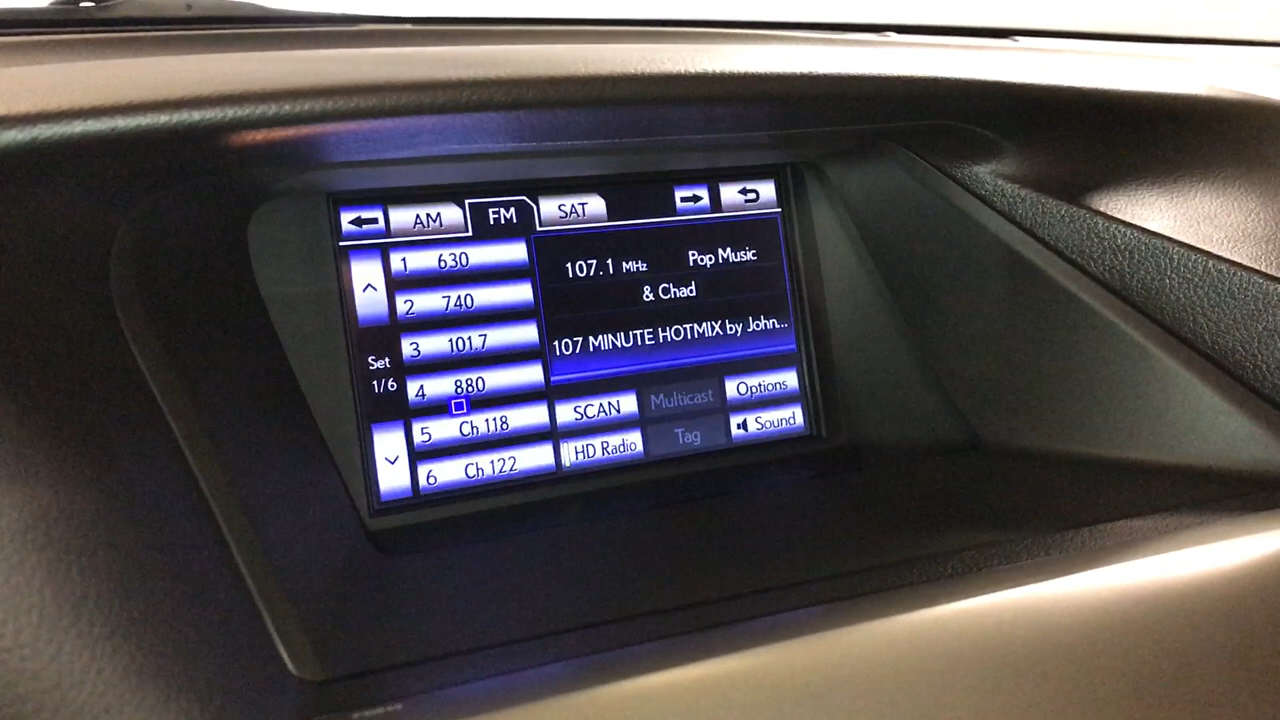 AM FM SAT
1 630
2 740
3 101.7
4 880
5 Ch 118
6 Ch 122
Set
1/6
107.1 MHz Pop Music
& Chad
107 MINUTE HOTMIX by John...
SCAN Multicast Options
HD Radio Tag Sound